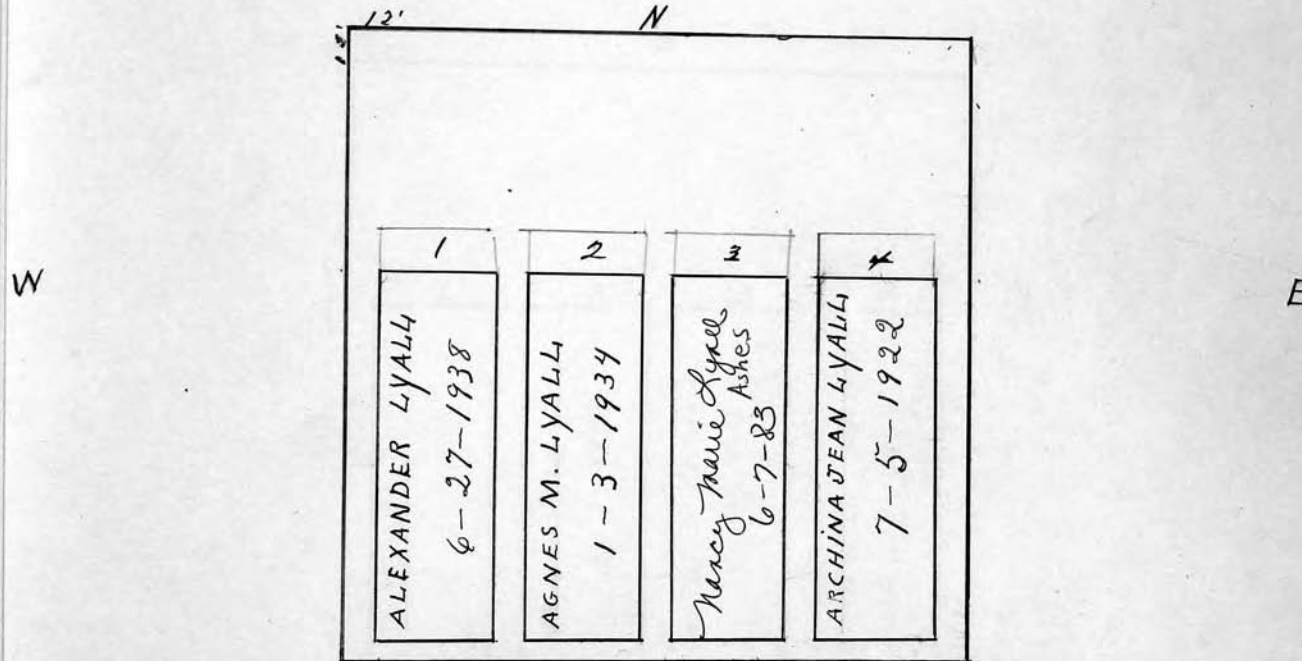 12'
N
13'
W
E
1
2
3
4
ALEXANDER LYALL
6-27-1938
AGNES M. LYALL
1-3-1934
Nancy Marie Lyall
Ashes
6-7-83
ARCHINA JEAN LYALL
7-5-1922